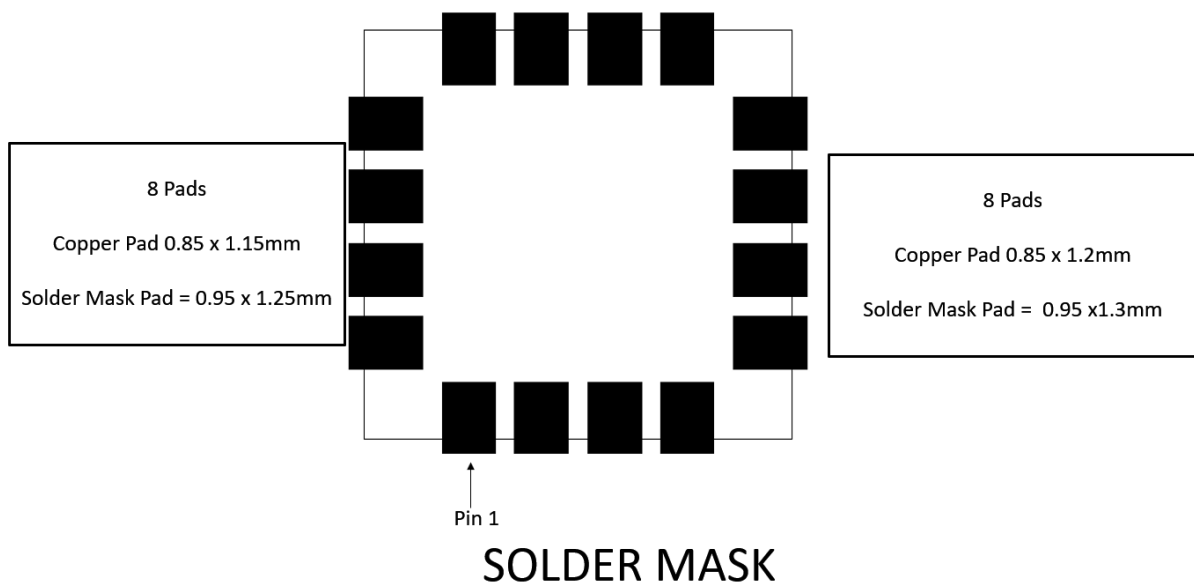 8 Pads
Copper Pad 0.85 x 1.15mm
Solder Mask Pad = 0.95 x 1.25mm
8 Pads
Copper Pad 0.85 x 1.2mm
Solder Mask Pad =  0.95 x1.3mm
Pin 1
SOLDER MASK